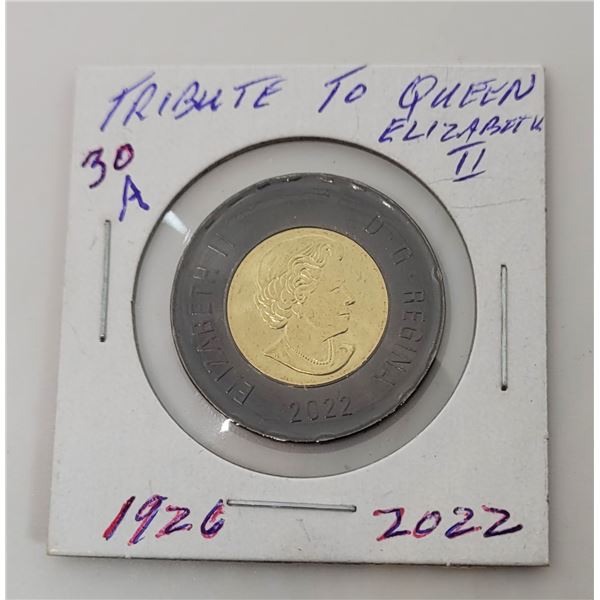 TRIBUTE TO QUEEN
ELIZABETH
II
30
A
ELIZABETH II D·G·REGINA
2022
1926 2022